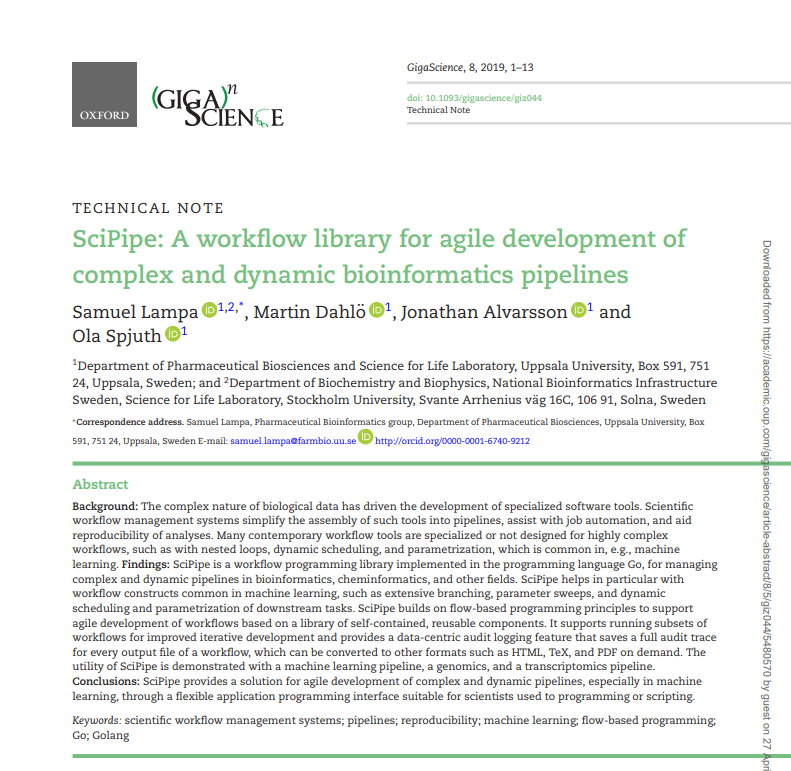 OXFORD
(GIGA)n
SCIENCE
GigaScience, 8, 2019, 1–13
doi: 10.1093/gigascience/giz044
Technical Note
TECHNICAL NOTE
SciPipe: A workflow library for agile development of
complex and dynamic bioinformatics pipelines
Samuel Lampa iD 1,2,*, Martin Dahlö iD 1, Jonathan Alvarsson iD 1 and
Ola Spjuth iD 1
1Department of Pharmaceutical Biosciences and Science for Life Laboratory, Uppsala University, Box 591, 751
24, Uppsala, Sweden; and 2Department of Biochemistry and Biophysics, National Bioinformatics Infrastructure
Sweden, Science for Life Laboratory, Stockholm University, Svante Arrhenius väg 16C, 106 91, Solna, Sweden
*Correspondence address. Samuel Lampa, Pharmaceutical Bioinformatics group, Department of Pharmaceutical Biosciences, Uppsala University, Box
591, 751 24, Uppsala, Sweden E-mail: samuel.lampa@farmbio.uu.se iD http://orcid.org/0000-0001-6740-9212
Abstract
Background: The complex nature of biological data has driven the development of specialized software tools. Scientific
workflow management systems simplify the assembly of such tools into pipelines, assist with job automation, and aid
reproducibility of analyses. Many contemporary workflow tools are specialized or not designed for highly complex
workflows, such as with nested loops, dynamic scheduling, and parametrization, which is common in, e.g., machine
learning. Findings: SciPipe is a workflow programming library implemented in the programming language Go, for managing
complex and dynamic pipelines in bioinformatics, cheminformatics, and other fields. SciPipe helps in particular with
workflow constructs common in machine learning, such as extensive branching, parameter sweeps, and dynamic
scheduling and parametrization of downstream tasks. SciPipe builds on flow-based programming principles to support
agile development of workflows based on a library of self-contained, reusable components. It supports running subsets of
workflows for improved iterative development and provides a data-centric audit logging feature that saves a full audit trace
for every output file of a workflow, which can be converted to other formats such as HTML, TeX, and PDF on demand. The
utility of SciPipe is demonstrated with a machine learning pipeline, a genomics, and a transcriptomics pipeline.
Conclusions: SciPipe provides a solution for agile development of complex and dynamic pipelines, especially in machine
learning, through a flexible application programming interface suitable for scientists used to programming or scripting.
Keywords: scientific workflow management systems; pipelines; reproducibility; machine learning; flow-based programming;
Go; Golang
Downloaded from https://academic.oup.com/gigascience/article-abstract/8/5/giz044/5480570 by guest on 27 Apri